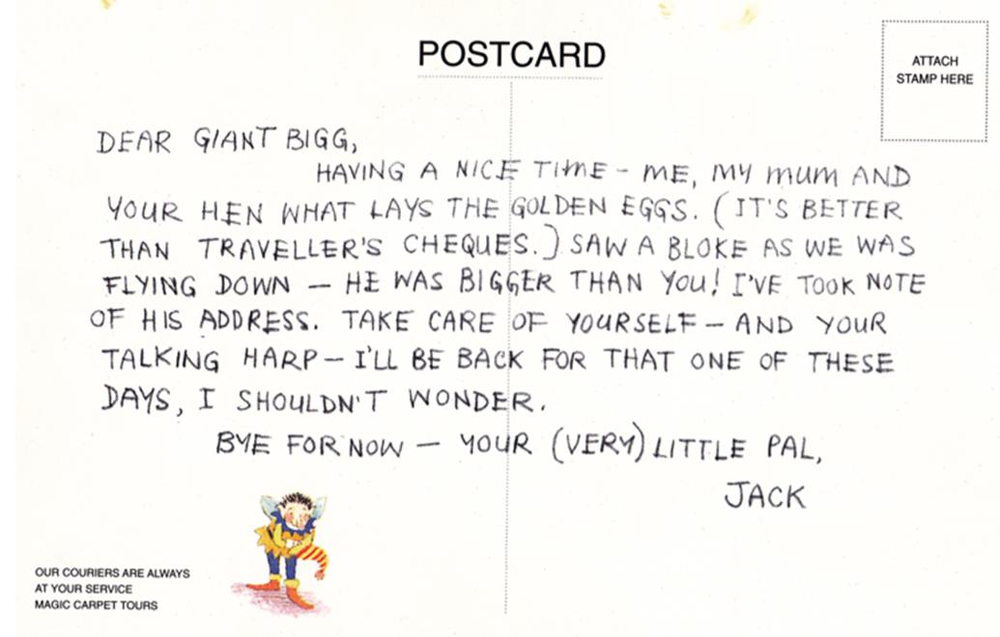 POSTCARD
ATTACH
STAMP HERE
DEAR GIANT BIGG,
HAVING A NICE TIME - ME, MY MUM AND
YOUR HEN WHAT LAYS THE GOLDEN EGGS. (IT'S BETTER
THAN TRAVELLER'S CHEQUES.) SAW A BLOKE AS WE WAS
FLYING DOWN — HE WAS BIGGER THAN YOU! I'VE TOOK NOTE
OF HIS ADDRESS. TAKE CARE OF YOURSELF — AND YOUR
TALKING HARP — I'LL BE BACK FOR THAT ONE OF THESE
DAYS, I SHOULDN'T WONDER.
BYE FOR NOW — YOUR (VERY) LITTLE PAL,
JACK
OUR COURIERS ARE ALWAYS
AT YOUR SERVICE
MAGIC CARPET TOURS